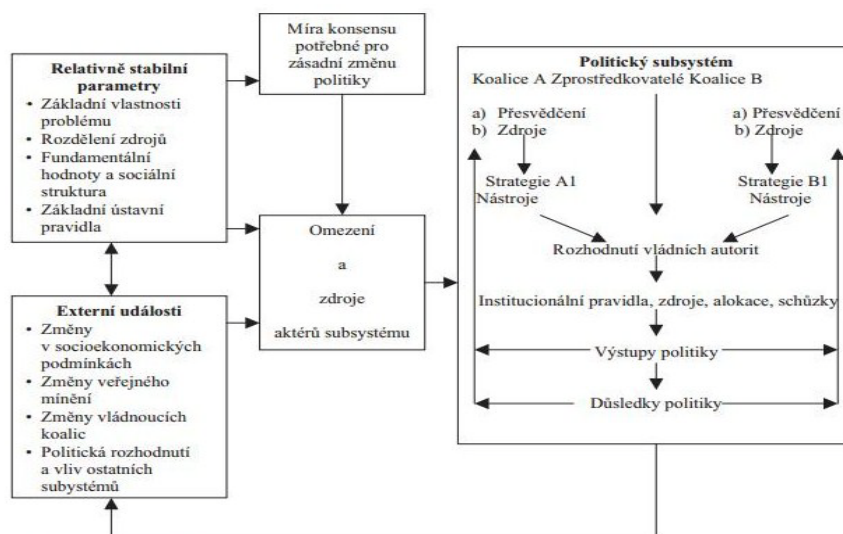 Relativně stabilní
parametry
• Základní vlastnosti
problému
• Rozdělení zdrojů
• Fundamentální
hodnoty a sociální
struktura
• Základní ústavní
pravidla
Externí události
• Změny
v socioekonomických
podmínkách
• Změny veřejného
mínění
• Změny vládnoucích
koalic
• Politická rozhodnutí
a vliv ostatních
subystémů
Míra konsensu
potřebné pro
zásadní změnu
politiky
Omezení
a
zdroje
aktérů subsystému
Politický subsystém
Koalice A Zprostředkovatelé Koalice B
a) Přesvědčení
b) Zdroje
a) Přesvědčení
b) Zdroje
Strategie A1
Nástroje
Strategie B1
Nástroje
Rozhodnutí vládních autorit
Institucionální pravidla, zdroje, alokace, schůzky
Výstupy politiky
Důsledky politiky